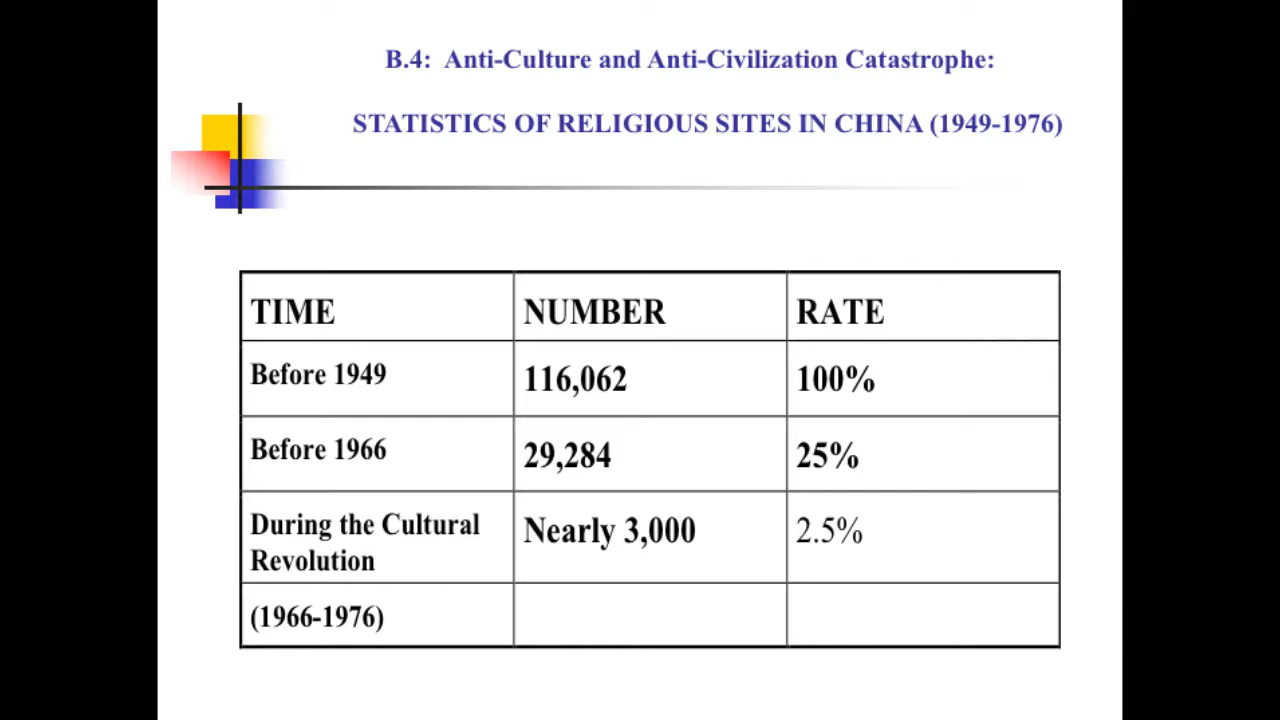 B.4: Anti-Culture and Anti-Civilization Catastrophe:
STATISTICS OF RELIGIOUS SITES IN CHINA (1949-1976)
TIME NUMBER RATE
Before 1949 116,062 100%
Before 1966 29,284 25%
During the Cultural Nearly 3,000 2.5%
Revolution
(1966-1976)